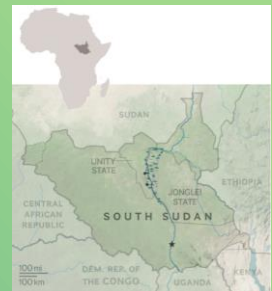 SUDAN
UNITY
STATE
JONGLEI
STATE
ETHIOPIA
CENTRAL
AFRICAN
REPUBLIC
SOUTH SUDAN
100 mi
100 km
DEM. REP. OF
THE CONGO
UGANDA
KENYA